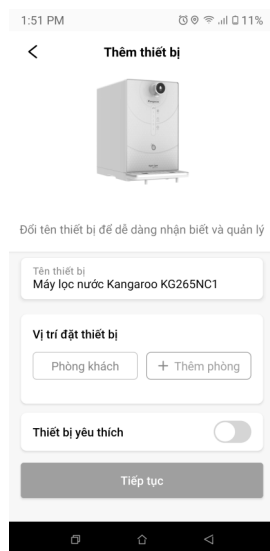 1:51 PM 11%
Thêm thiết bị
Đổi tên thiết bị để dễ dàng nhận biết và quản lý
Tên thiết bị
Máy lọc nước Kangaroo KG265NC1
Vị trí đặt thiết bị
Phòng khách + Thêm phòng
Thiết bị yêu thích
Tiếp tục